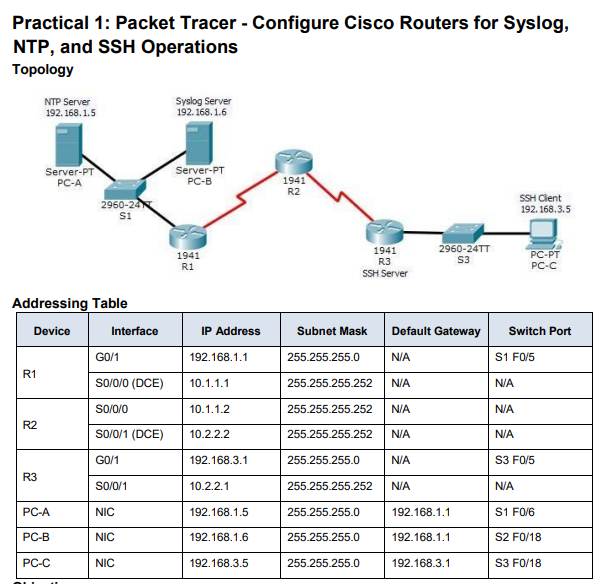 Practical 1: Packet Tracer - Configure Cisco Routers for Syslog,
NTP, and SSH Operations
Topology
NTP Server
192.168.1.5
Syslog Server
192.168.1.6
Server-PT
PC-A
Server-PT
PC-B
2960-24TT
S1
1941
R1
1941
R2
1941
R3
SSH Server
2960-24TT
S3
SSH Client
192.168.3.5
PC-PT
PC-C
Addressing Table
Device Interface IP Address Subnet Mask Default Gateway Switch Port
R1 G0/1 192.168.1.1 255.255.255.0 N/A S1 F0/5
S0/0/0 (DCE) 10.1.1.1 255.255.255.252 N/A N/A
R2 S0/0/0 10.1.1.2 255.255.255.252 N/A N/A
S0/0/1 (DCE) 10.2.2.2 255.255.255.252 N/A N/A
R3 G0/1 192.168.3.1 255.255.255.0 N/A S3 F0/5
S0/0/1 10.2.2.1 255.255.255.252 N/A N/A
PC-A NIC 192.168.1.5 255.255.255.0 192.168.1.1 S1 F0/6
PC-B NIC 192.168.1.6 255.255.255.0 192.168.1.1 S2 F0/18
PC-C NIC 192.168.3.5 255.255.255.0 192.168.3.1 S3 F0/18